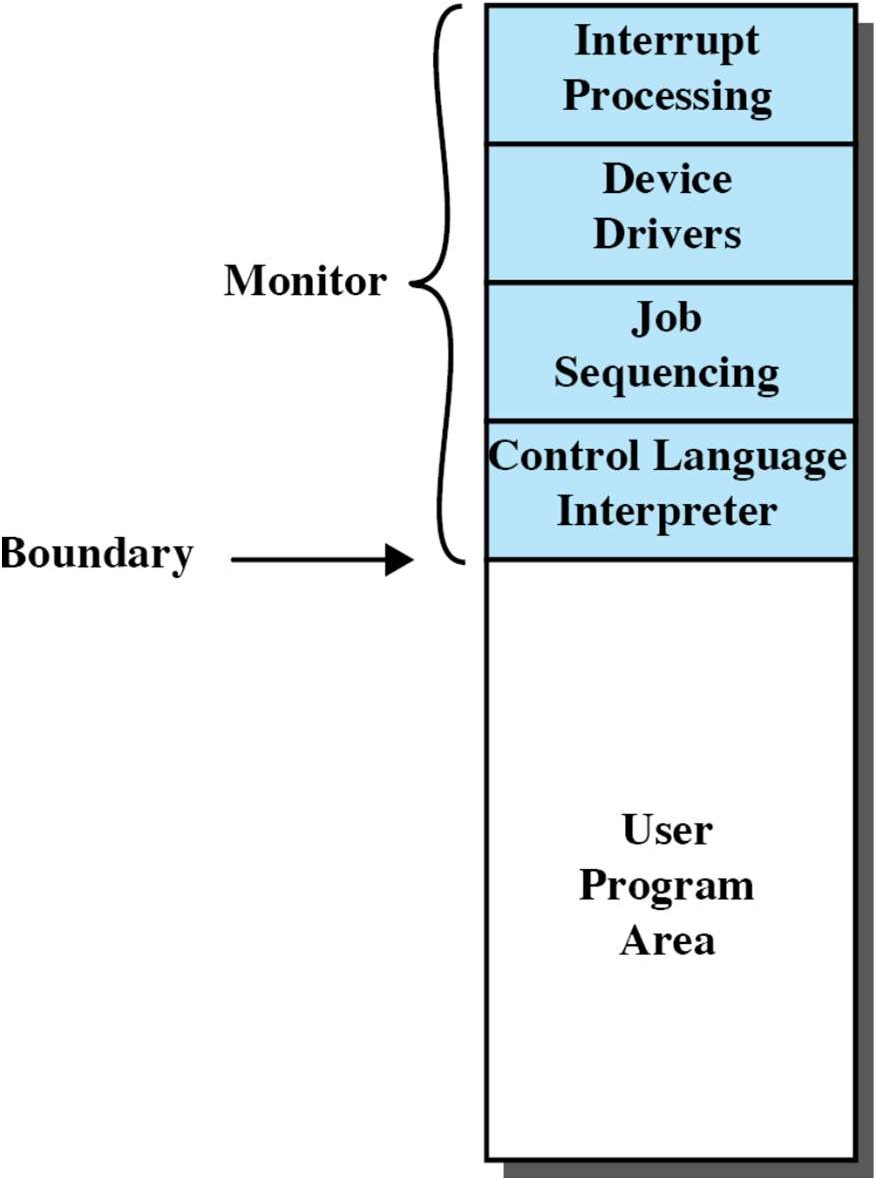 Interrupt
Processing
Device
Drivers
Monitor
Job
Sequencing
Control Language
Interpreter
Boundary
User
Program
Area